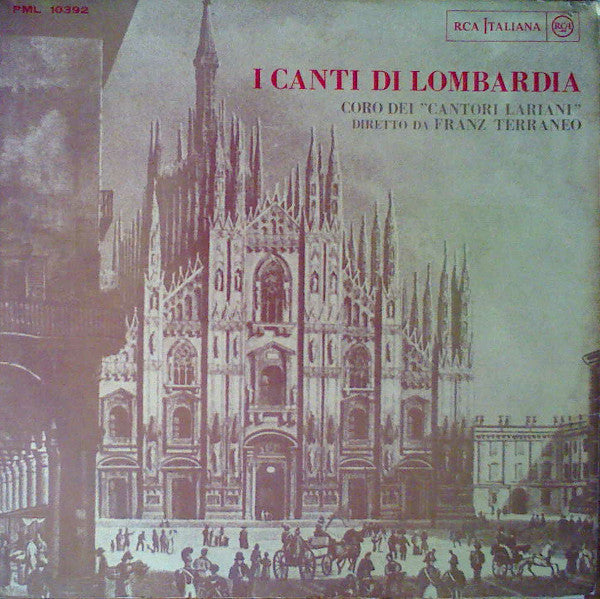 PML 10392
RCA ITALIANA RCA
I CANTI DI LOMBARDIA
CORO DEI "CANTORI LARIANI"
DIRETTO DA FRANZ TERRANEO